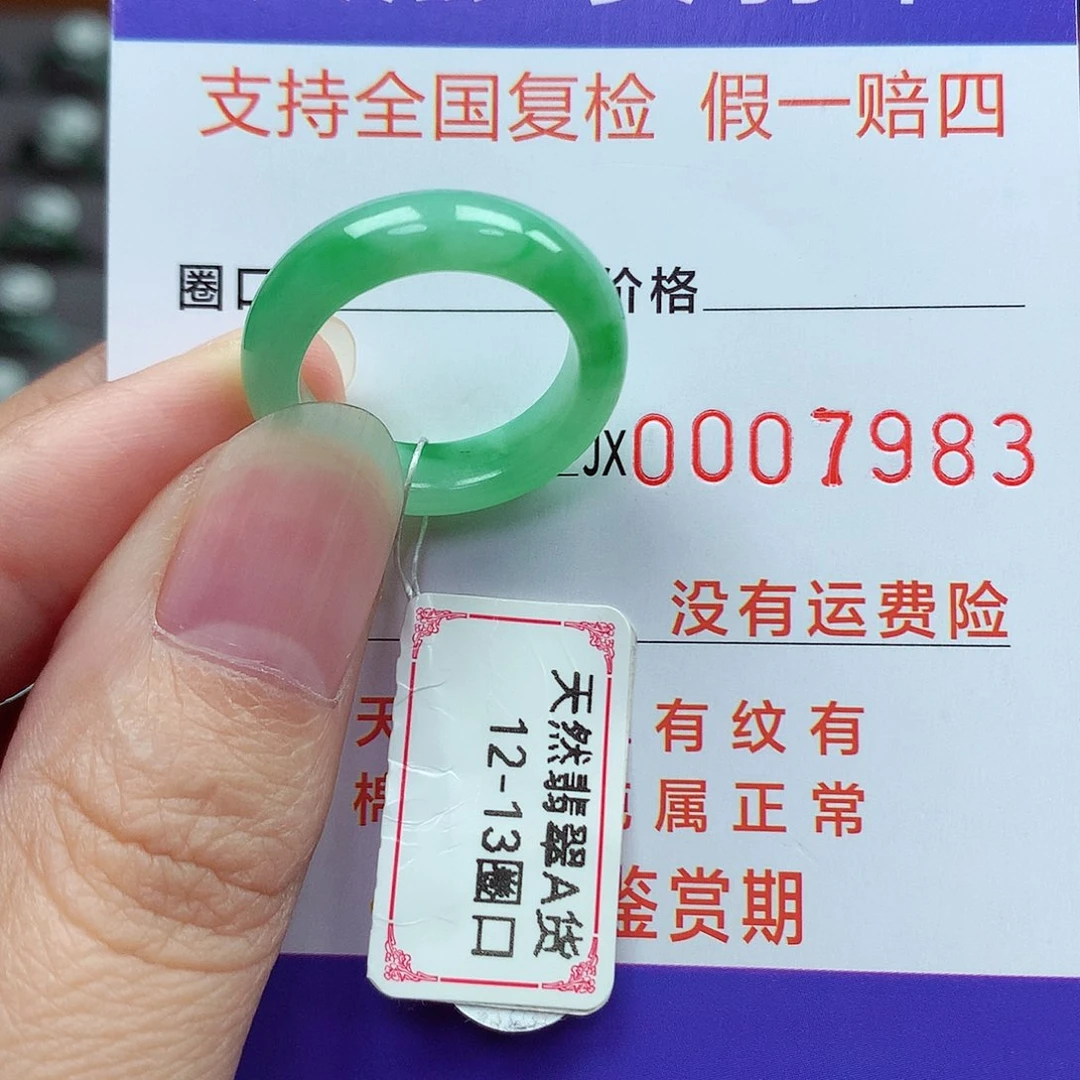 支持全国复检 假一赔四
圈口 价格
JX0007983
没有运费险
天 有纹有
棉 属正常
鉴赏期
天然翡翠A货
12-13圈口